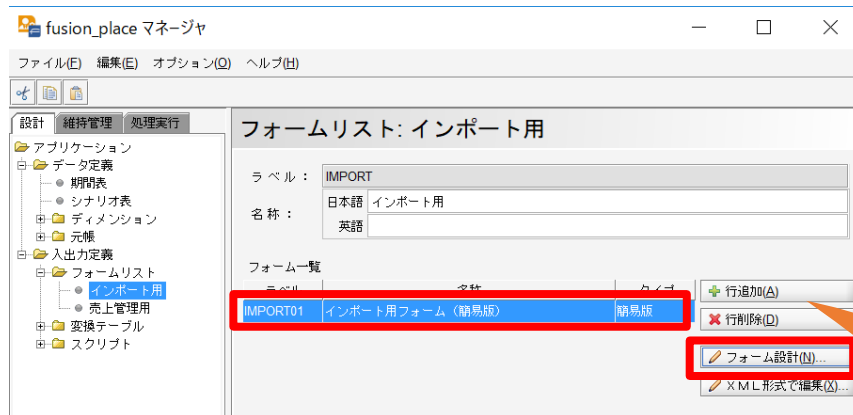 fusion_place マネージャ
ファイル(F) 編集(E) オプション(O) ヘルプ(H)
設計 維持管理 処理実行
アプリケーション
データ定義
期間表
シナリオ表
ディメンション
元帳
入出力定義
フォームリスト
インポート用
売上管理用
変換テーブル
スクリプト
フォームリスト: インポート用
ラベル： IMPORT
名称：
日本語 インポート用
英語
フォーム一覧
ラベル 名称 タイプ
IMPORT01 インポート用フォーム（簡易版） 簡易版
行追加(A)
行削除(D)
フォーム設計(N)...
XML形式で編集(X)...